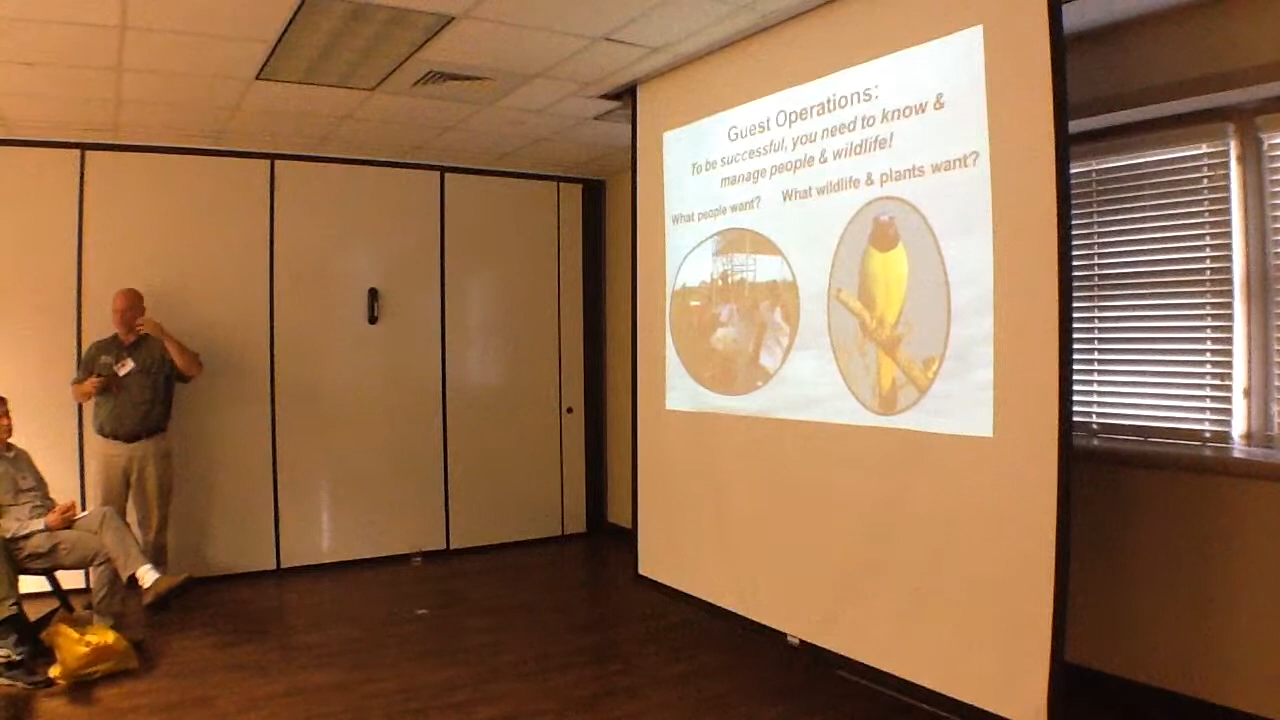 Guest Operations:
To be successful, you need to know &
manage people & wildlife!
What people want?
What wildlife & plants want?